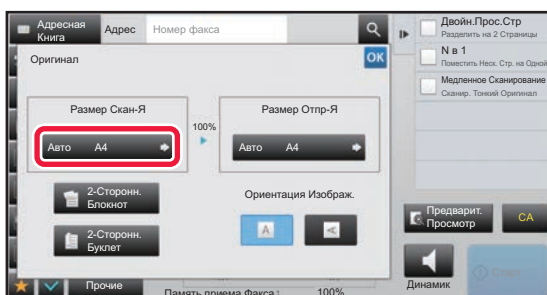 Адресная
Книга
Адрес
Номер факса
Двойн.Прос.Стр
Разделить на 2 Страницы
N в 1
Поместить Неск. Стр. на Одной
Медленное Сканирование
Сканир. Тонкий Оригинал
Оригинал
OK
Размер Скан-Я
100%
Размер Отпр-Я
Авто A4
Авто A4
2-Сторонн.
Блокнот
Ориентация Изображ.
A
A
2-Сторонн.
Буклет
Предварит.
Просмотр
CA
Прочие
Память приема Факса:
100%
Динамик
Старт